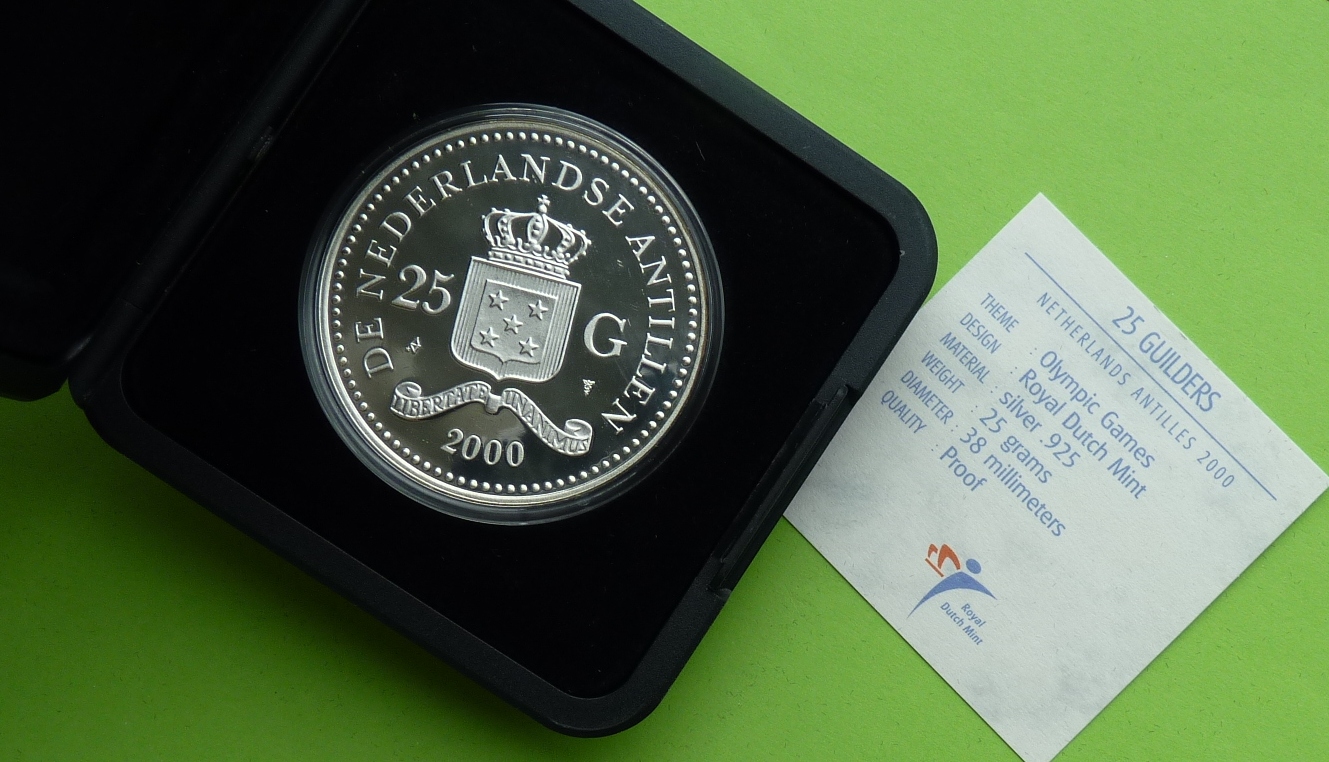 DE NEDERLANDSE ANTILLEN
25 G
LIBERTATE UNANIMUS
2000
25 GUILDERS
NETHERLANDS ANTILLES 2000
THEME : Olympic Games
DESIGN : Royal Dutch Mint
MATERIAL : silver .925
WEIGHT : 25 grams
DIAMETER : 38 millimeters
QUALITY : Proof
Royal
Dutch Mint